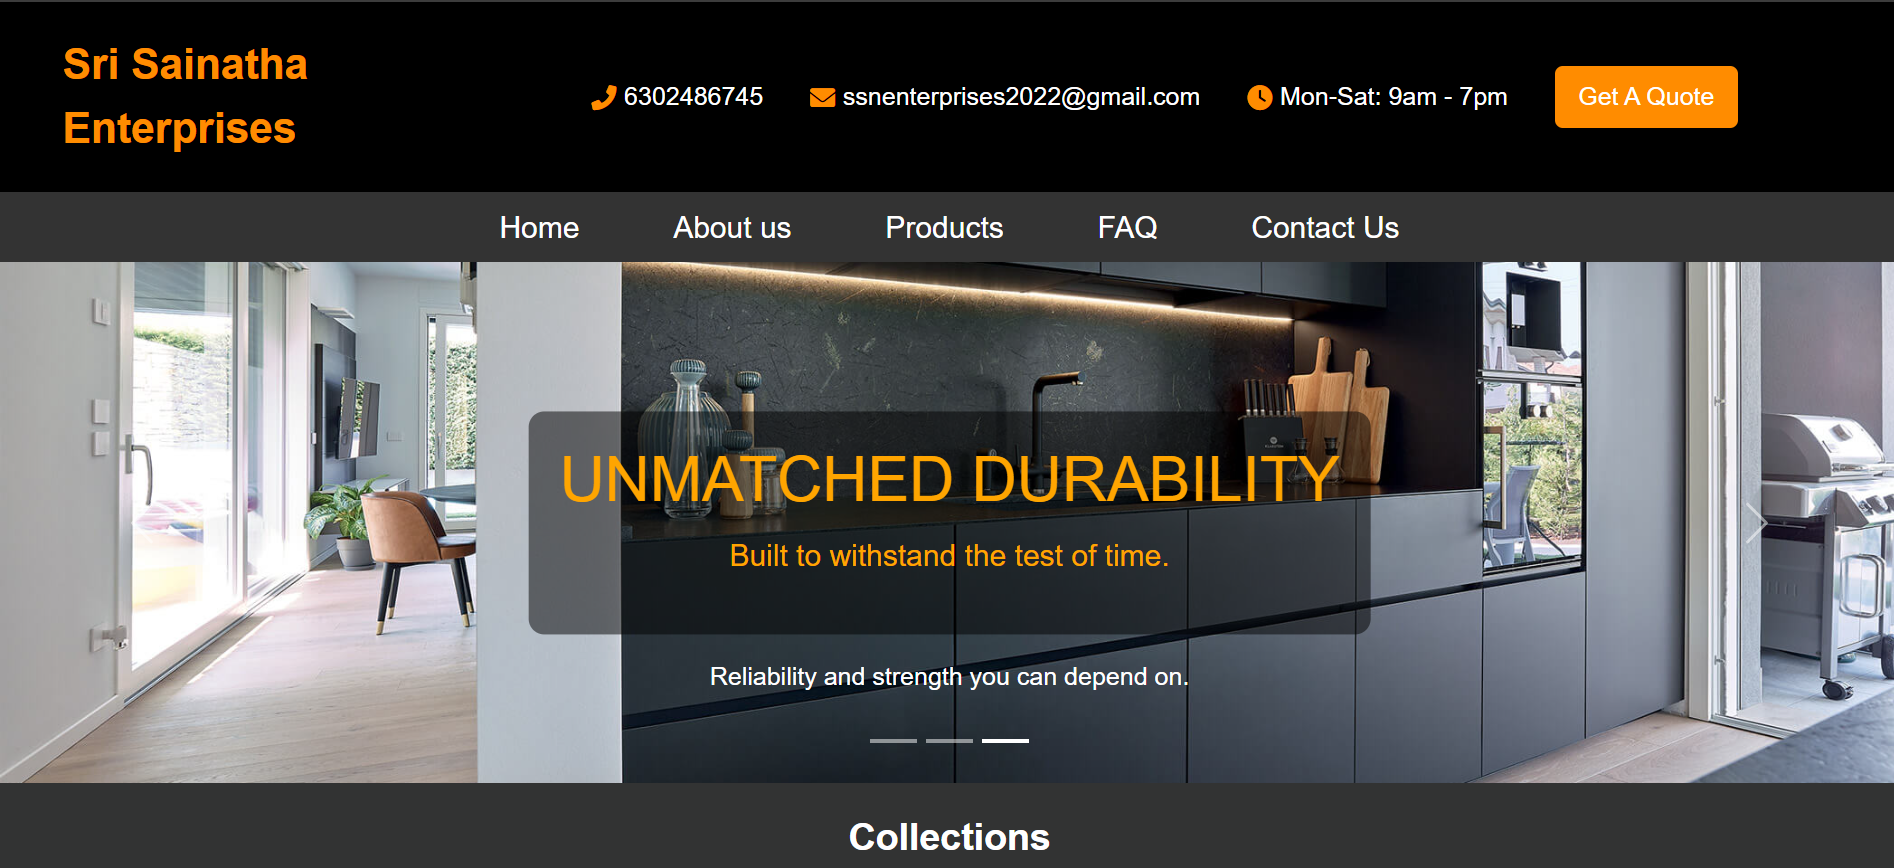 Sri Sainatha
Enterprises
6302486745
ssnenterprises2022@gmail.com
Mon-Sat: 9am - 7pm
Get A Quote
Home
About us
Products
FAQ
Contact Us
UNMATCHED DURABILITY
Built to withstand the test of time.
Reliability and strength you can depend on.
Collections